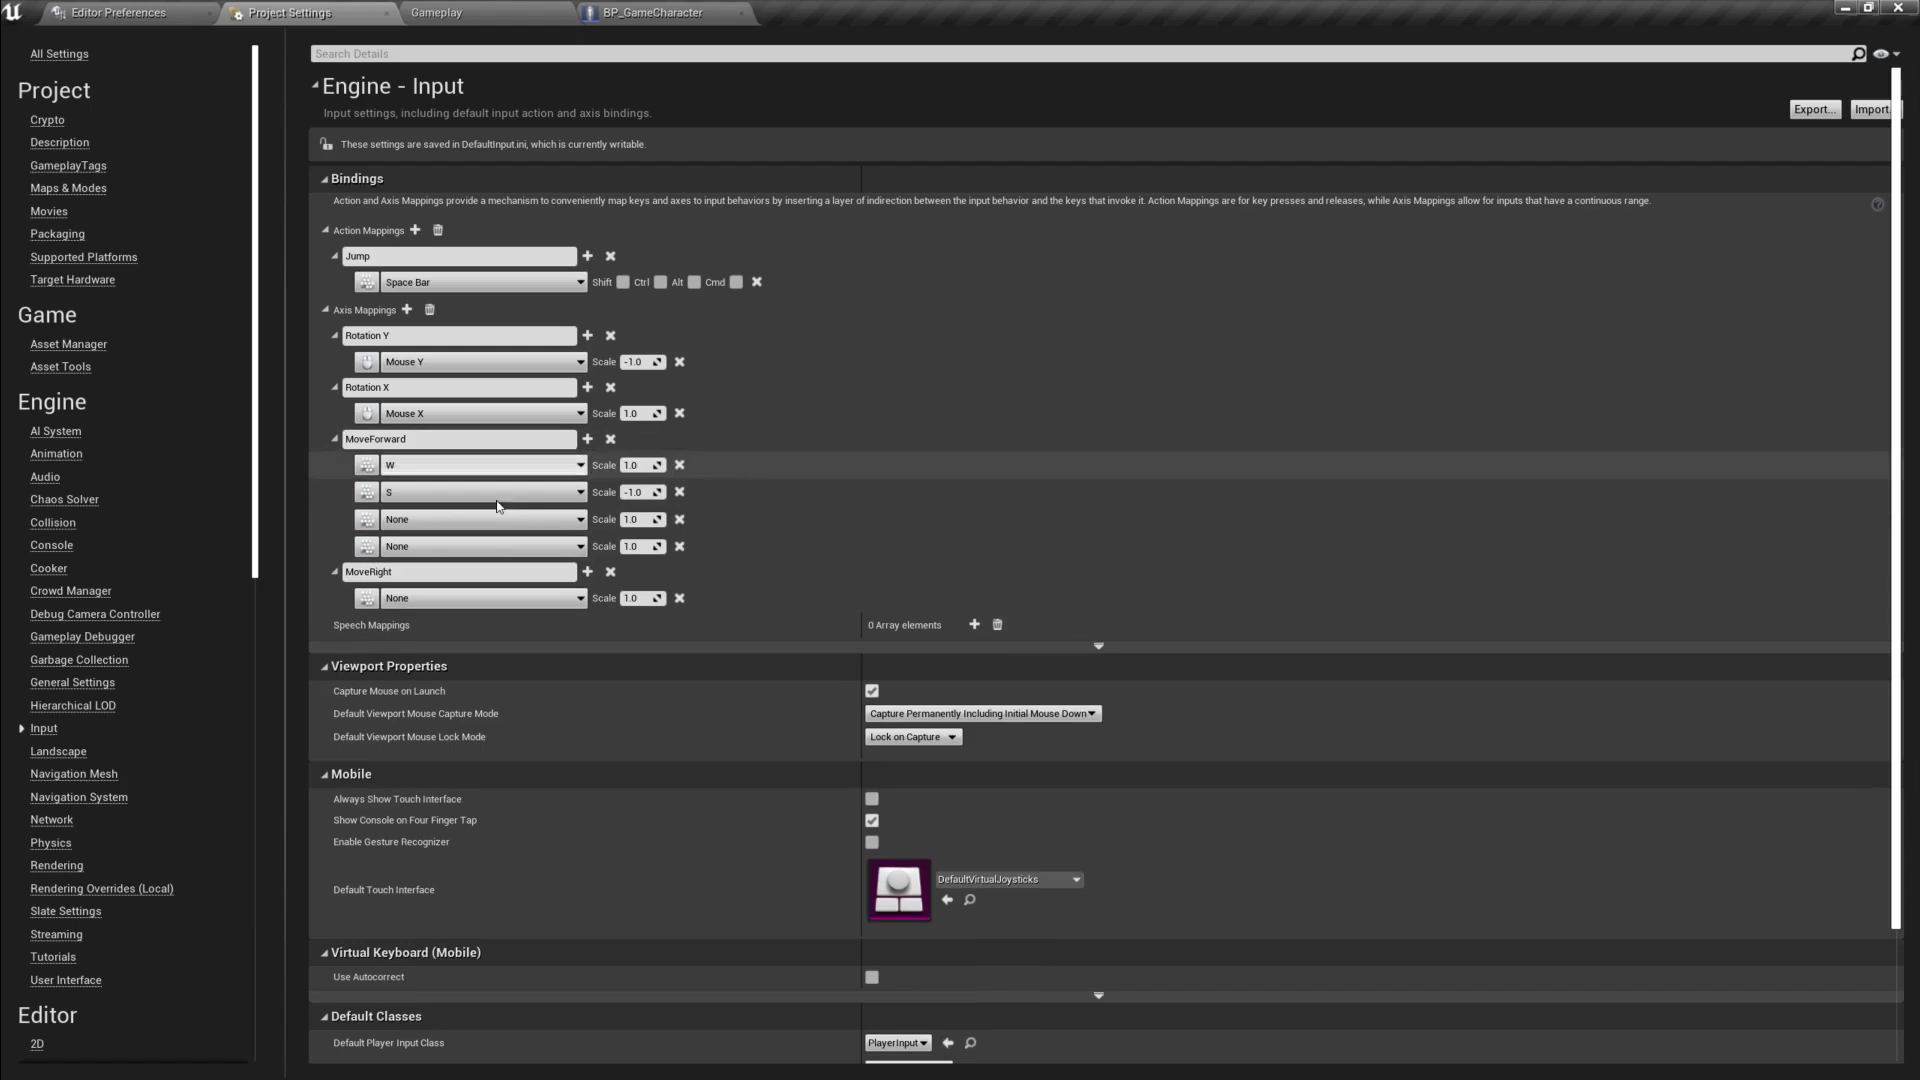 Editor Preferences
Project Settings
Gameplay
BP_GameCharacter
All Settings
Project
Crypto
Description
GameplayTags
Maps & Modes
Movies
Packaging
Supported Platforms
Target Hardware
Game
Asset Manager
Asset Tools
Engine
AI System
Animation
Audio
Chaos Solver
Collision
Console
Cooker
Crowd Manager
Debug Camera Controller
Gameplay Debugger
Garbage Collection
General Settings
Hierarchical LOD
Input
Landscape
Navigation Mesh
Navigation System
Network
Physics
Rendering
Rendering Overrides (Local)
Slate Settings
Streaming
Tutorials
User Interface
Editor
2D
Search Details
Engine - Input
Input settings, including default input action and axis bindings.
Export...
Import
These settings are saved in DefaultInput.ini, which is currently writable.
Bindings
Action and Axis Mappings provide a mechanism to conveniently map keys and axes to input behaviors by inserting a layer of indirection between the input behavior and the keys that invoke it. Action Mappings are for key presses and releases, while Axis Mappings allow for inputs that have a continuous range.
Action Mappings
Jump
Space Bar Shift Ctrl Alt Cmd
Axis Mappings
Rotation Y
Mouse Y Scale -1.0
Rotation X
Mouse X Scale 1.0
MoveForward
W Scale 1.0
S Scale -1.0
None Scale 1.0
None Scale 1.0
MoveRight
None Scale 1.0
Speech Mappings 0 Array elements
Viewport Properties
Capture Mouse on Launch
Default Viewport Mouse Capture Mode Capture Permanently Including Initial Mouse Down
Default Viewport Mouse Lock Mode Lock on Capture
Mobile
Always Show Touch Interface
Show Console on Four Finger Tap
Enable Gesture Recognizer
Default Touch Interface DefaultVirtualJoysticks
Virtual Keyboard (Mobile)
Use Autocorrect
Default Classes
Default Player Input Class PlayerInput